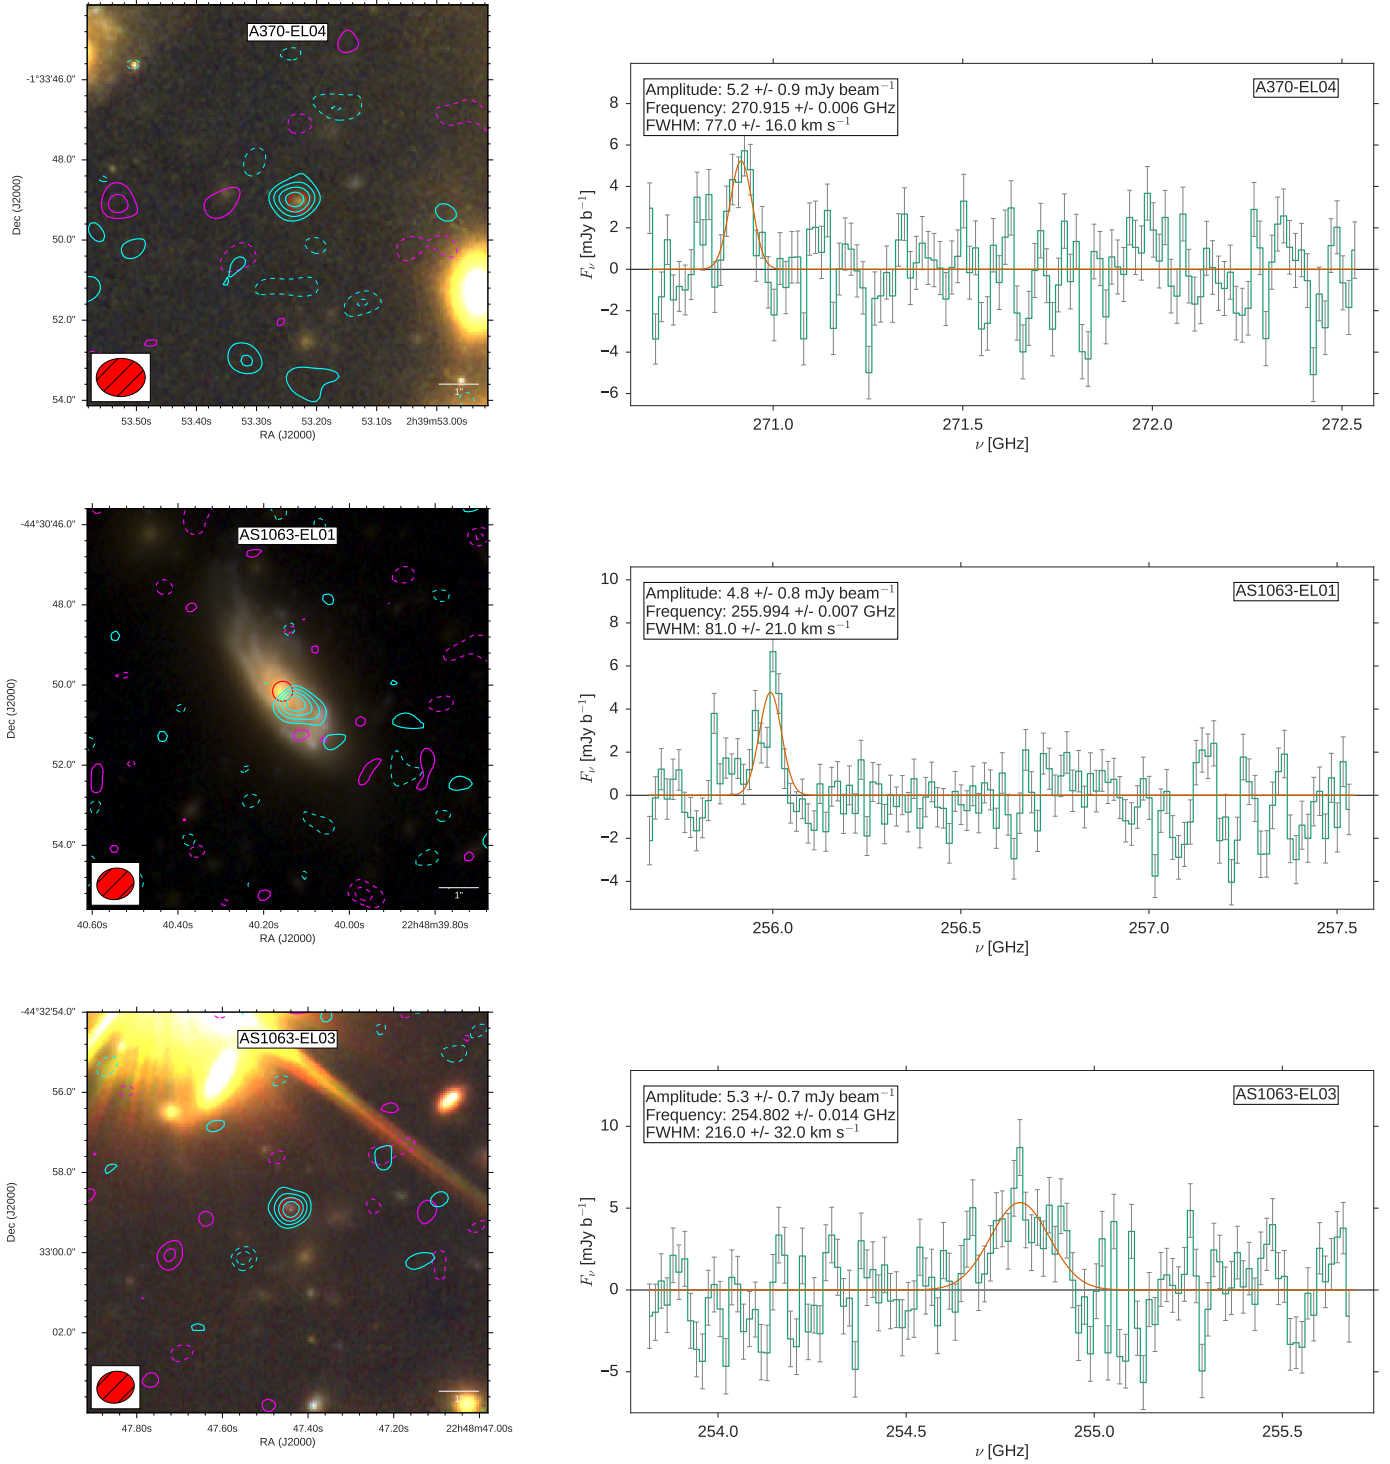 A370-EL04
-1°33'46.0"
48.0"
50.0"
52.0"
54.0"
Dec (J2000)
1"
53.50s 53.40s 53.30s 53.20s 53.10s 2h39m53.00s
RA (J2000)
Amplitude: 5.2 +/- 0.9 mJy beam⁻¹
Frequency: 270.915 +/- 0.006 GHz
FWHM: 77.0 +/- 16.0 km s⁻¹
A370-EL04
8
6
4
2
0
−2
−4
−6
Fν [mJy b⁻¹]
271.0 271.5 272.0 272.5
ν [GHz]
AS1063-EL01
-44°30'46.0"
48.0"
50.0"
52.0"
54.0"
Dec (J2000)
1"
40.60s 40.40s 40.20s 40.00s 22h48m39.80s
RA (J2000)
Amplitude: 4.8 +/- 0.8 mJy beam⁻¹
Frequency: 255.994 +/- 0.007 GHz
FWHM: 81.0 +/- 21.0 km s⁻¹
AS1063-EL01
10
8
6
4
2
0
−2
−4
Fν [mJy b⁻¹]
256.0 256.5 257.0 257.5
ν [GHz]
AS1063-EL03
-44°32'54.0"
56.0"
58.0"
33'00.0"
02.0"
Dec (J2000)
1"
47.80s 47.60s 47.40s 47.20s 22h48m47.00s
RA (J2000)
Amplitude: 5.3 +/- 0.7 mJy beam⁻¹
Frequency: 254.802 +/- 0.014 GHz
FWHM: 216.0 +/- 32.0 km s⁻¹
AS1063-EL03
10
5
0
−5
Fν [mJy b⁻¹]
254.0 254.5 255.0 255.5
ν [GHz]